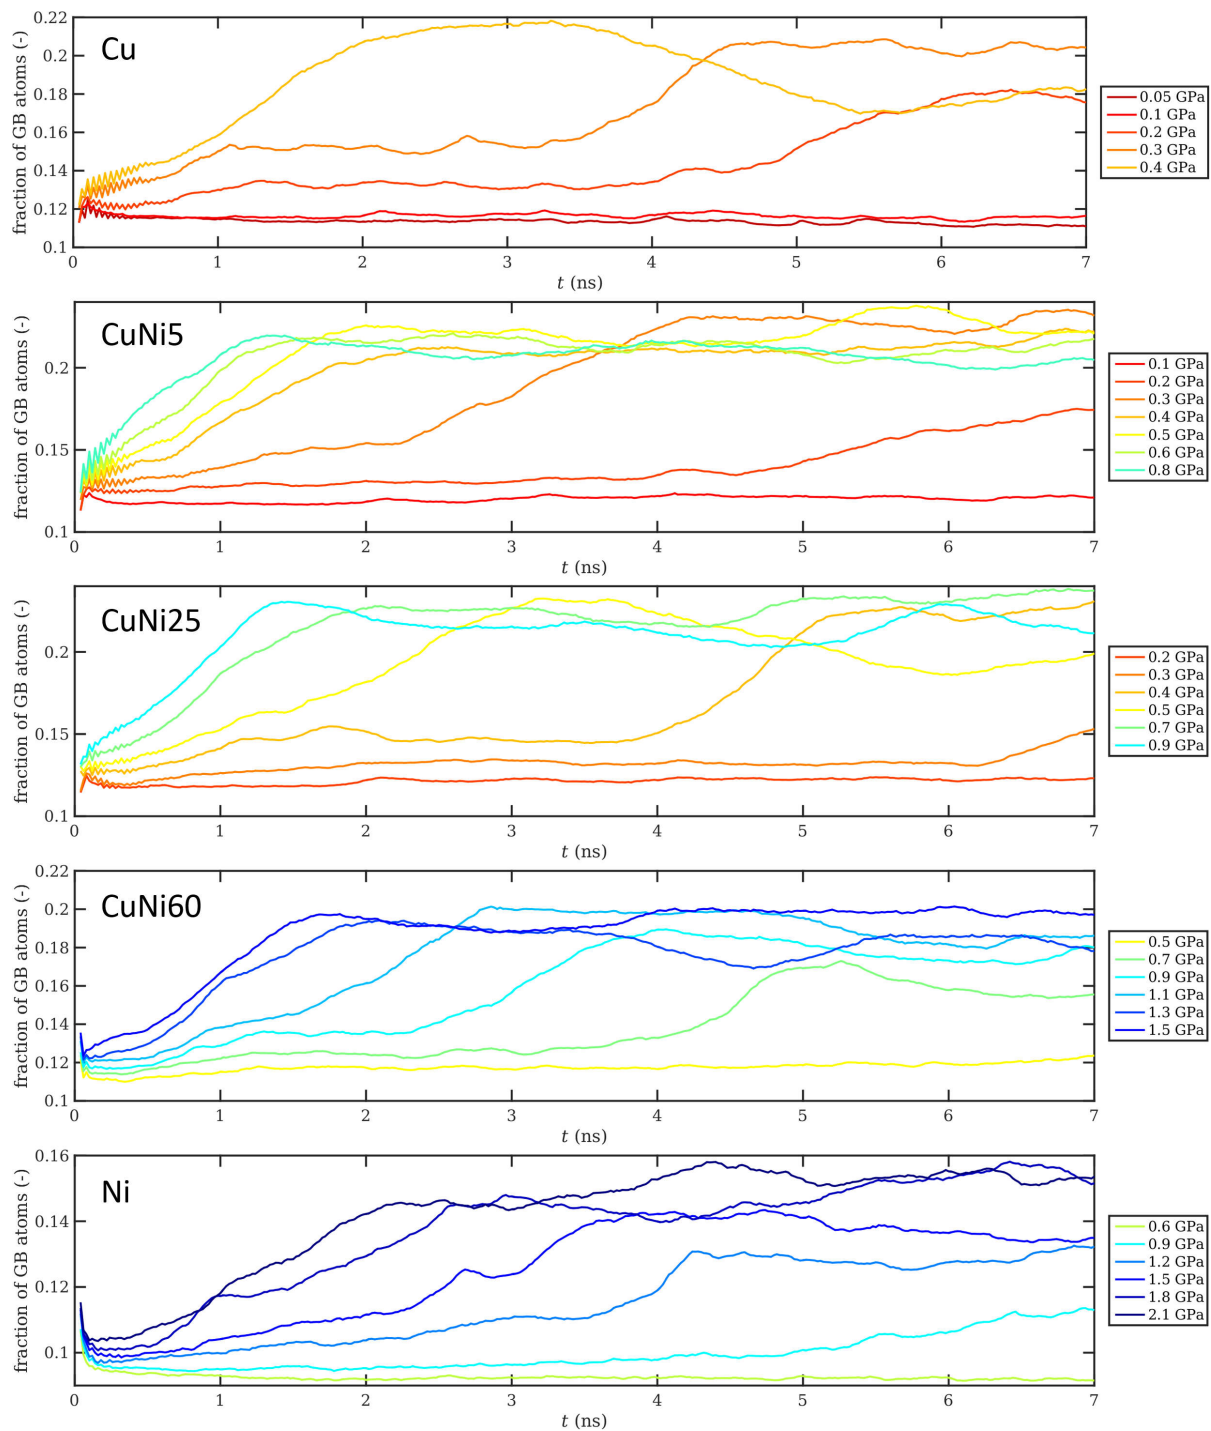 Cu
fraction of GB atoms (-)
0.22
0.2
0.18
0.16
0.14
0.12
0.1
0 1 2 3 4 5 6 7
t (ns)
0.05 GPa
0.1 GPa
0.2 GPa
0.3 GPa
0.4 GPa
CuNi5
fraction of GB atoms (-)
0.2
0.15
0.1
0 1 2 3 4 5 6 7
t (ns)
0.1 GPa
0.2 GPa
0.3 GPa
0.4 GPa
0.5 GPa
0.6 GPa
0.8 GPa
CuNi25
fraction of GB atoms (-)
0.2
0.15
0.1
0 1 2 3 4 5 6 7
t (ns)
0.2 GPa
0.3 GPa
0.4 GPa
0.5 GPa
0.7 GPa
0.9 GPa
CuNi60
fraction of GB atoms (-)
0.22
0.2
0.18
0.16
0.14
0.12
0.1
0 1 2 3 4 5 6 7
t (ns)
0.5 GPa
0.7 GPa
0.9 GPa
1.1 GPa
1.3 GPa
1.5 GPa
Ni
fraction of GB atoms (-)
0.16
0.14
0.12
0.1
0 1 2 3 4 5 6 7
t (ns)
0.6 GPa
0.9 GPa
1.2 GPa
1.5 GPa
1.8 GPa
2.1 GPa